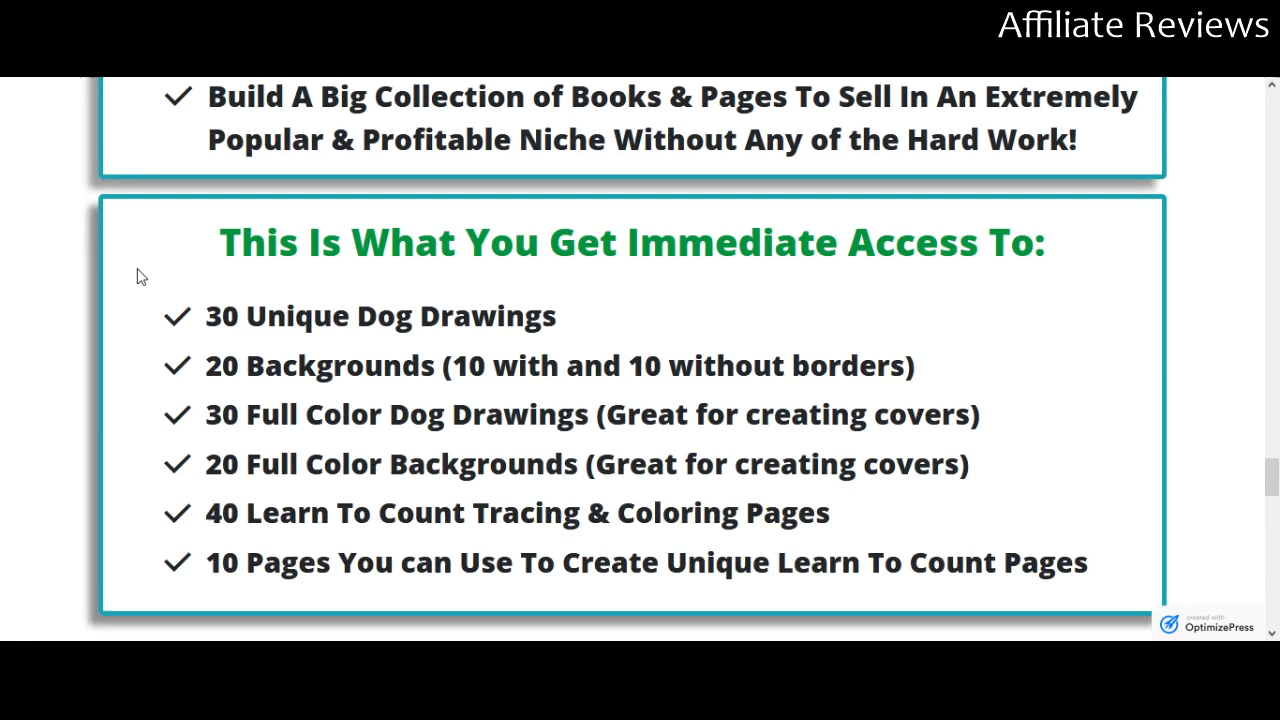 Affiliate Reviews
Build A Big Collection of Books & Pages To Sell In An Extremely
Popular & Profitable Niche Without Any of the Hard Work!
This Is What You Get Immediate Access To:
30 Unique Dog Drawings
20 Backgrounds (10 with and 10 without borders)
30 Full Color Dog Drawings (Great for creating covers)
20 Full Color Backgrounds (Great for creating covers)
40 Learn To Count Tracing & Coloring Pages
10 Pages You can Use To Create Unique Learn To Count Pages
created with
OptimizePress